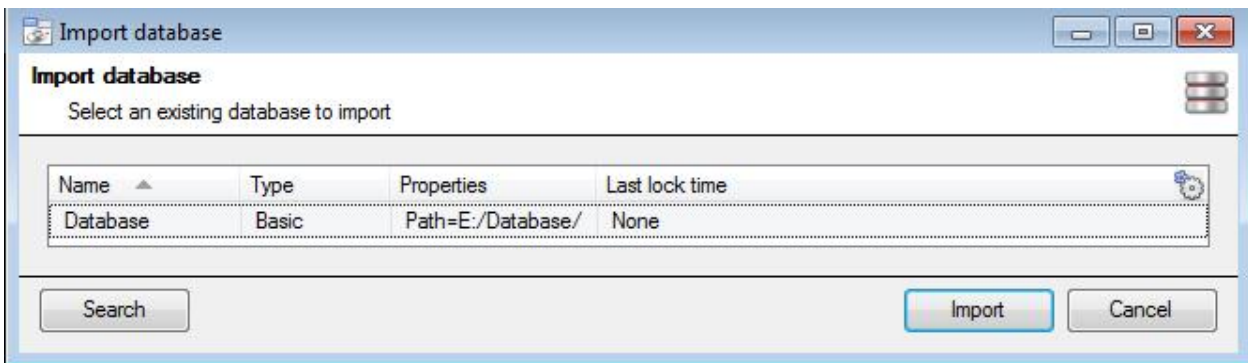 Import database
Import database
Select an existing database to import
Name Type Properties Last lock time
Database Basic Path=E:/Database/ None
Search Import Cancel